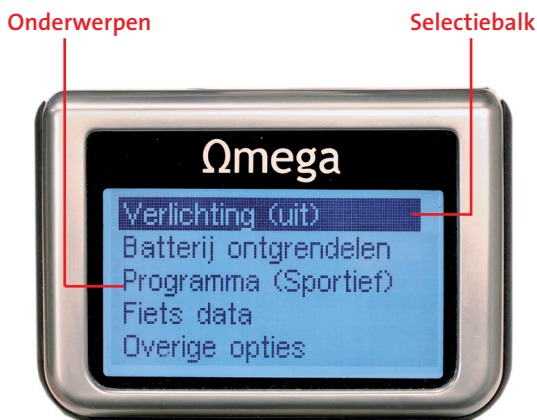 Onderwerpen Selectiebalk
Ωmega
Verlichting (uit)
Batterij ontgrendelen
Programma (Sportief)
Fiets data
Overige opties